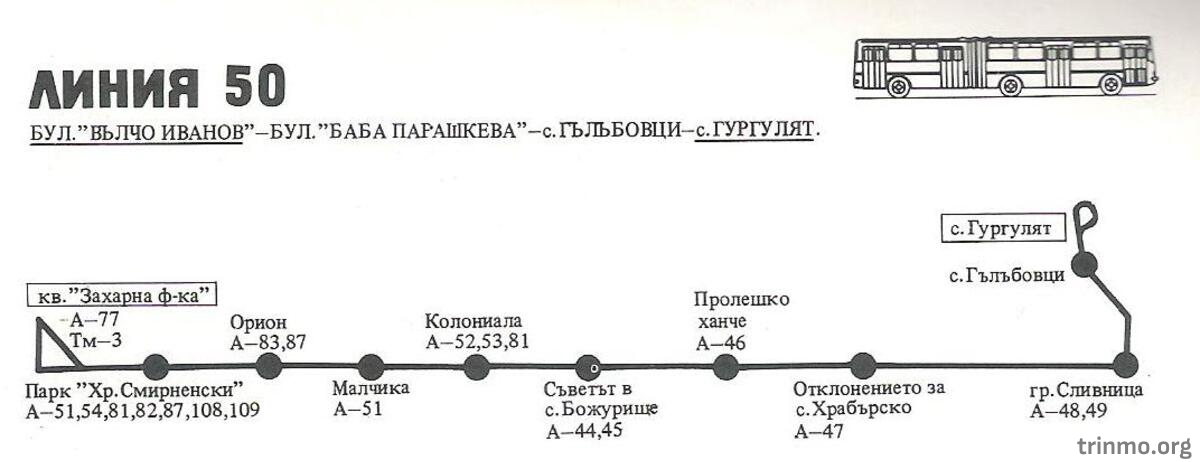 ЛИНИЯ 50
БУЛ."ВЪЛЧО ИВАНОВ"—БУЛ."БАБА ПАРАШКЕВА"—с.ГЪЛЪБОВЦИ—с.ГУРГУЛЯТ.
с.Гургулят
с.Гълъбовци
кв."Захарна ф-ка"
А—77
Тм—3
Орион
А—83,87
Колониала
А—52,53,81
Пролешко
ханче
А—46
Парк "Хр.Смирненски"
А—51,54,81,82,87,108,109
Малчика
А—51
Съветът в
с.Божурище
А—44,45
Отклонението за
с.Храбърско
А—47
гр.Сливница
А—48,49
trinmo.org